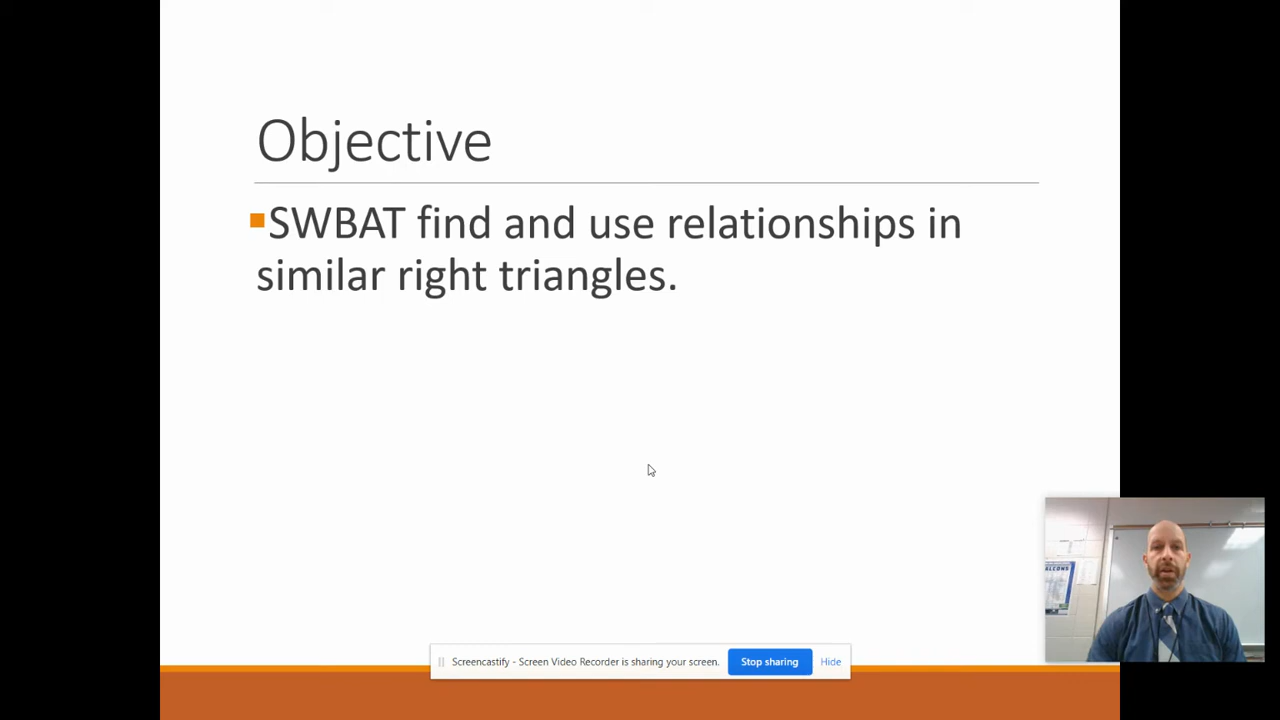 Objective
SWBAT find and use relationships in
similar right triangles.
Screencastify - Screen Video Recorder is sharing your screen.
Stop sharing
Hide